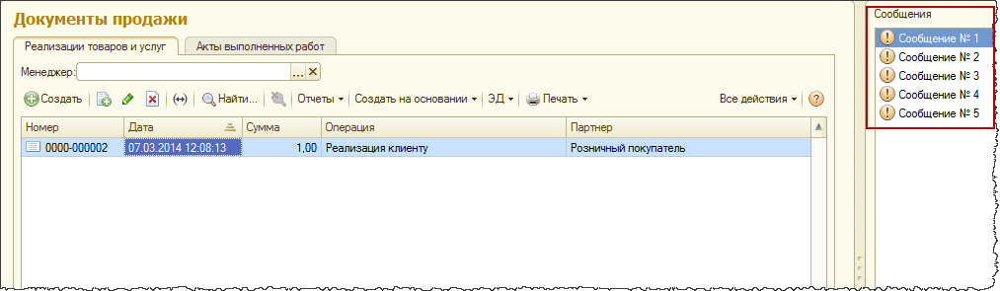 Документы продажи
Реализации товаров и услуг
Акты выполненных работ
Менеджер:
Создать
Найти...
Отчеты
Создать на основании
ЭД
Печать
Все действия
Номер
Дата
Сумма
Операция
Партнер
0000-000002
07.03.2014 12:08:13
1,00
Реализация клиенту
Розничный покупатель
Сообщения
Сообщение № 1
Сообщение № 2
Сообщение № 3
Сообщение № 4
Сообщение № 5